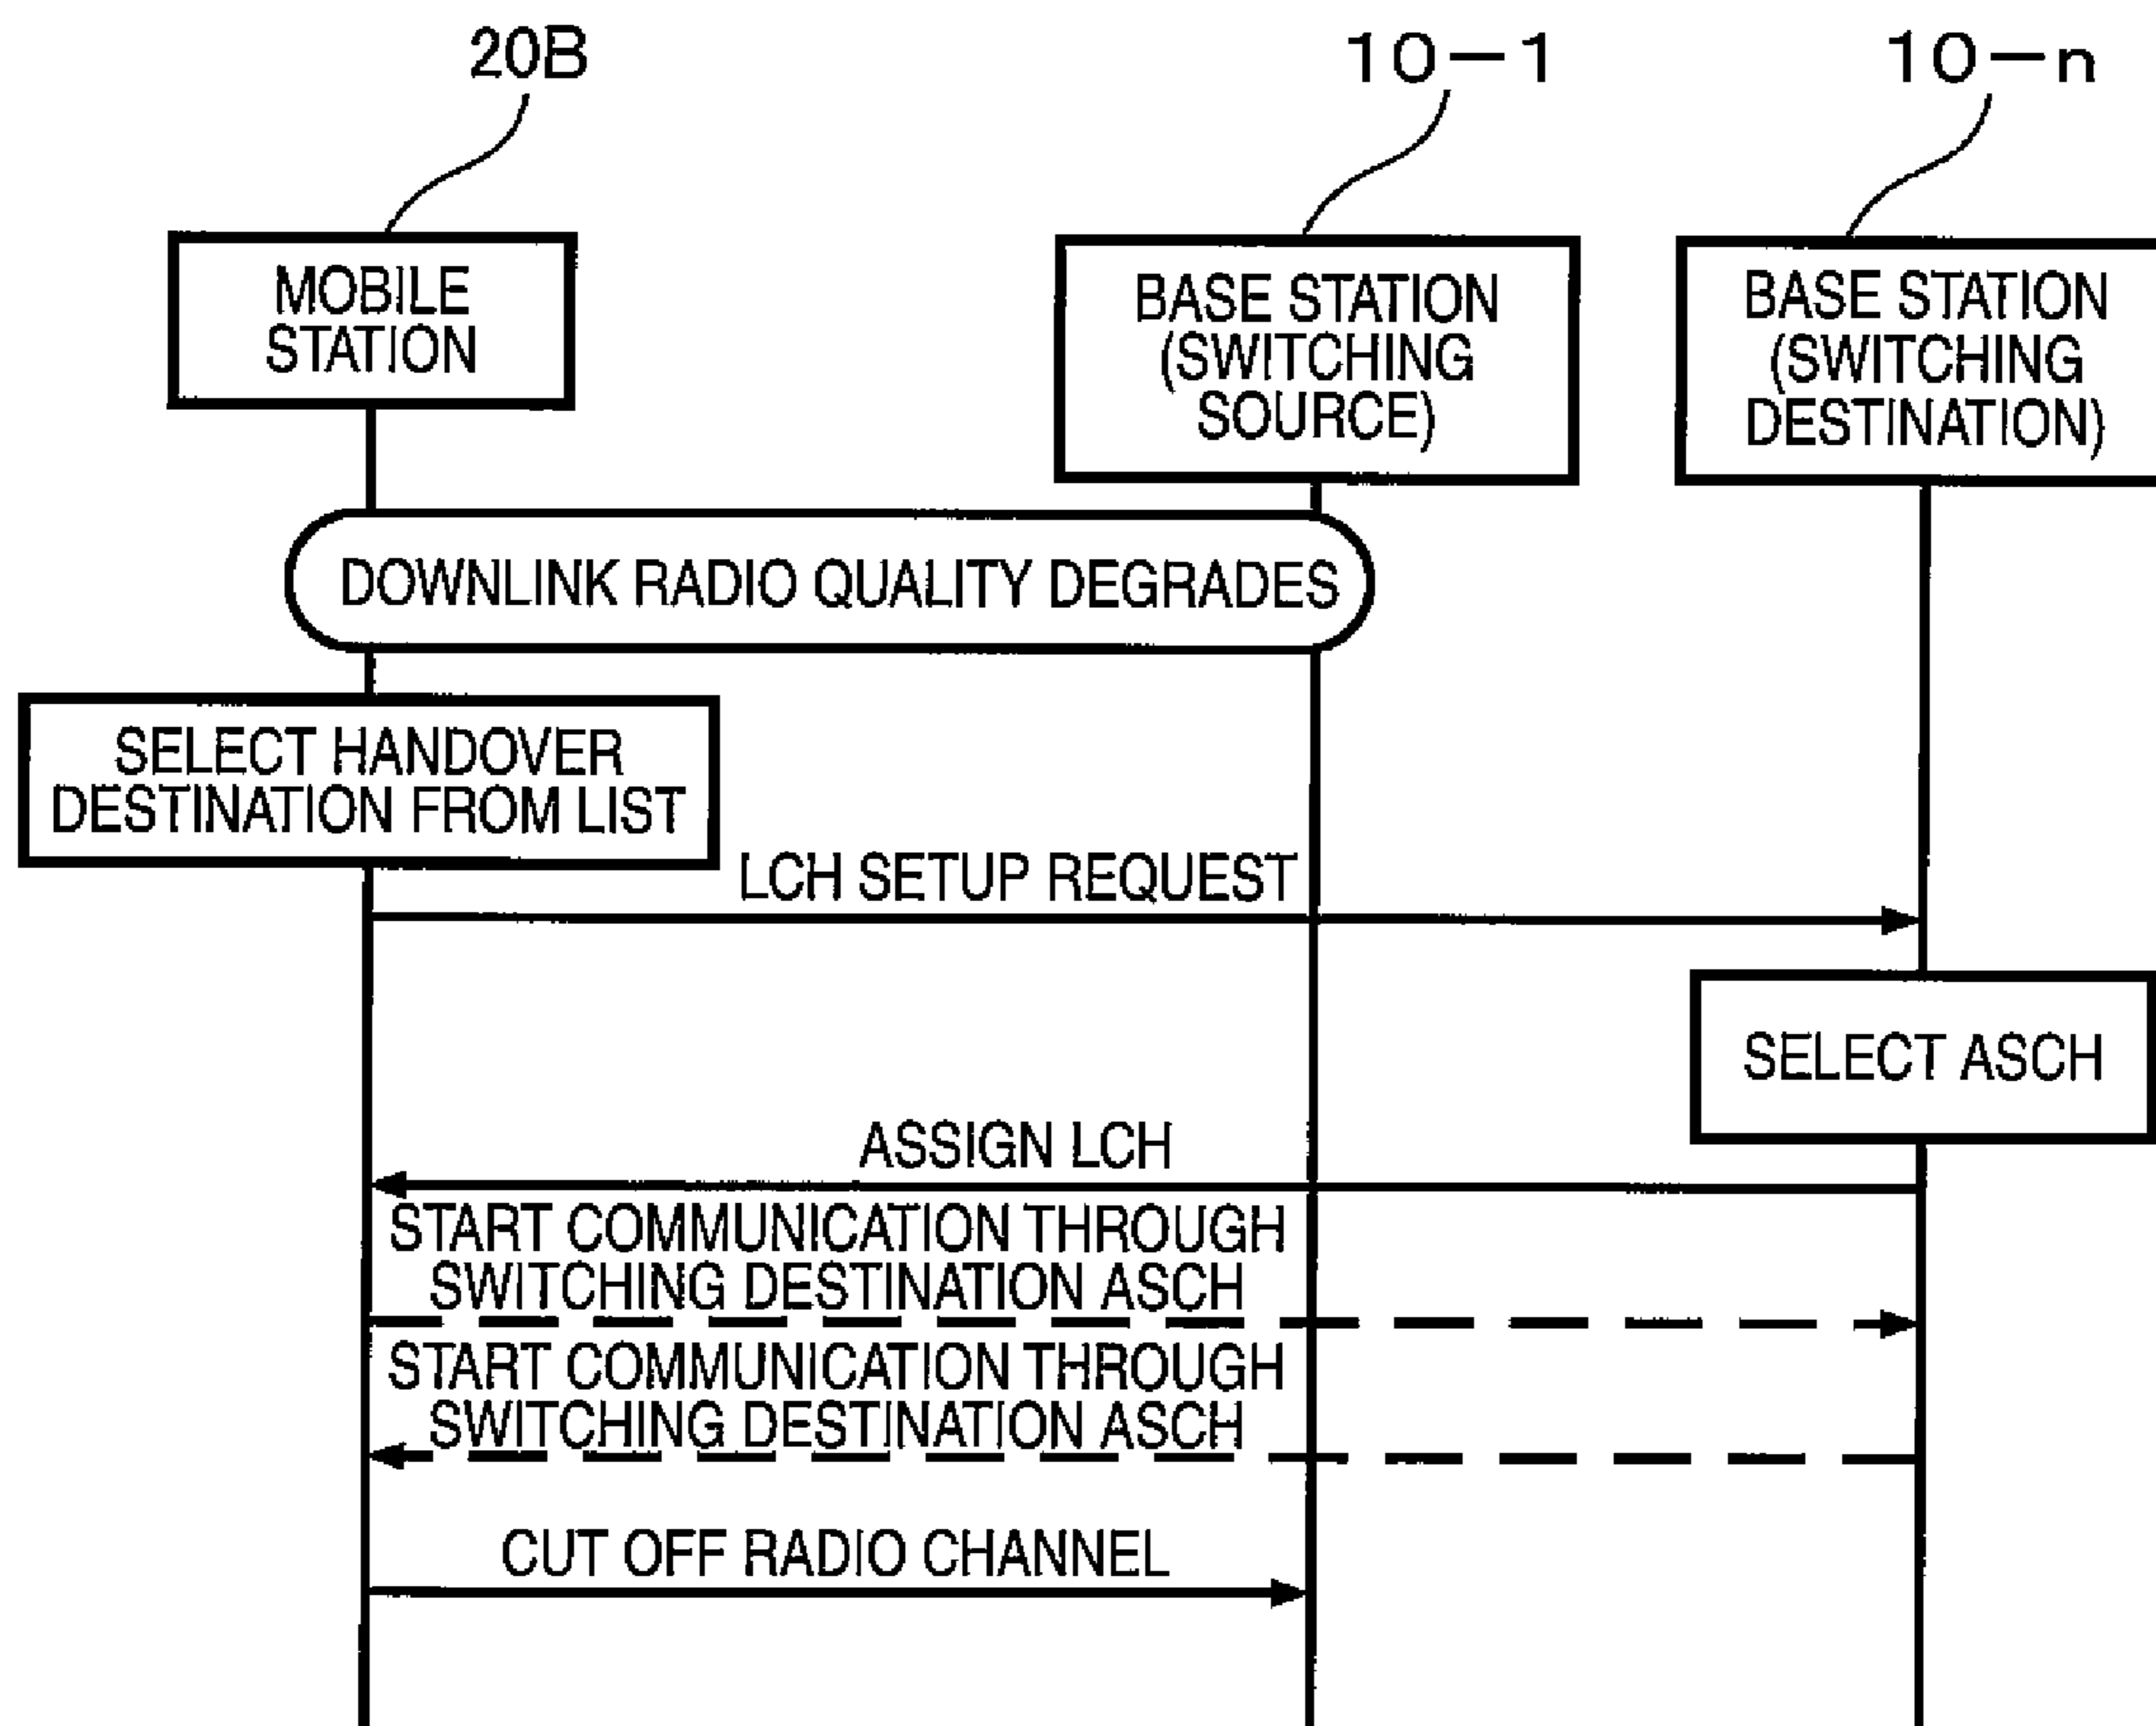 20B
10-1
10-n
MOBILE
STATION
BASE STATION
(SWITCHING
SOURCE)
BASE STATION
(SWITCHING
DESTINATION)
DOWNLINK RADIO QUALITY DEGRADES
SELECT HANDOVER
DESTINATION FROM LIST
LCH SETUP REQUEST
SELECT ASCH
ASSIGN LCH
START COMMUNICATION THROUGH
SWITCHING DESTINATION ASCH
START COMMUNICATION THROUGH
SWITCHING DESTINATION ASCH
CUT OFF RADIO CHANNEL